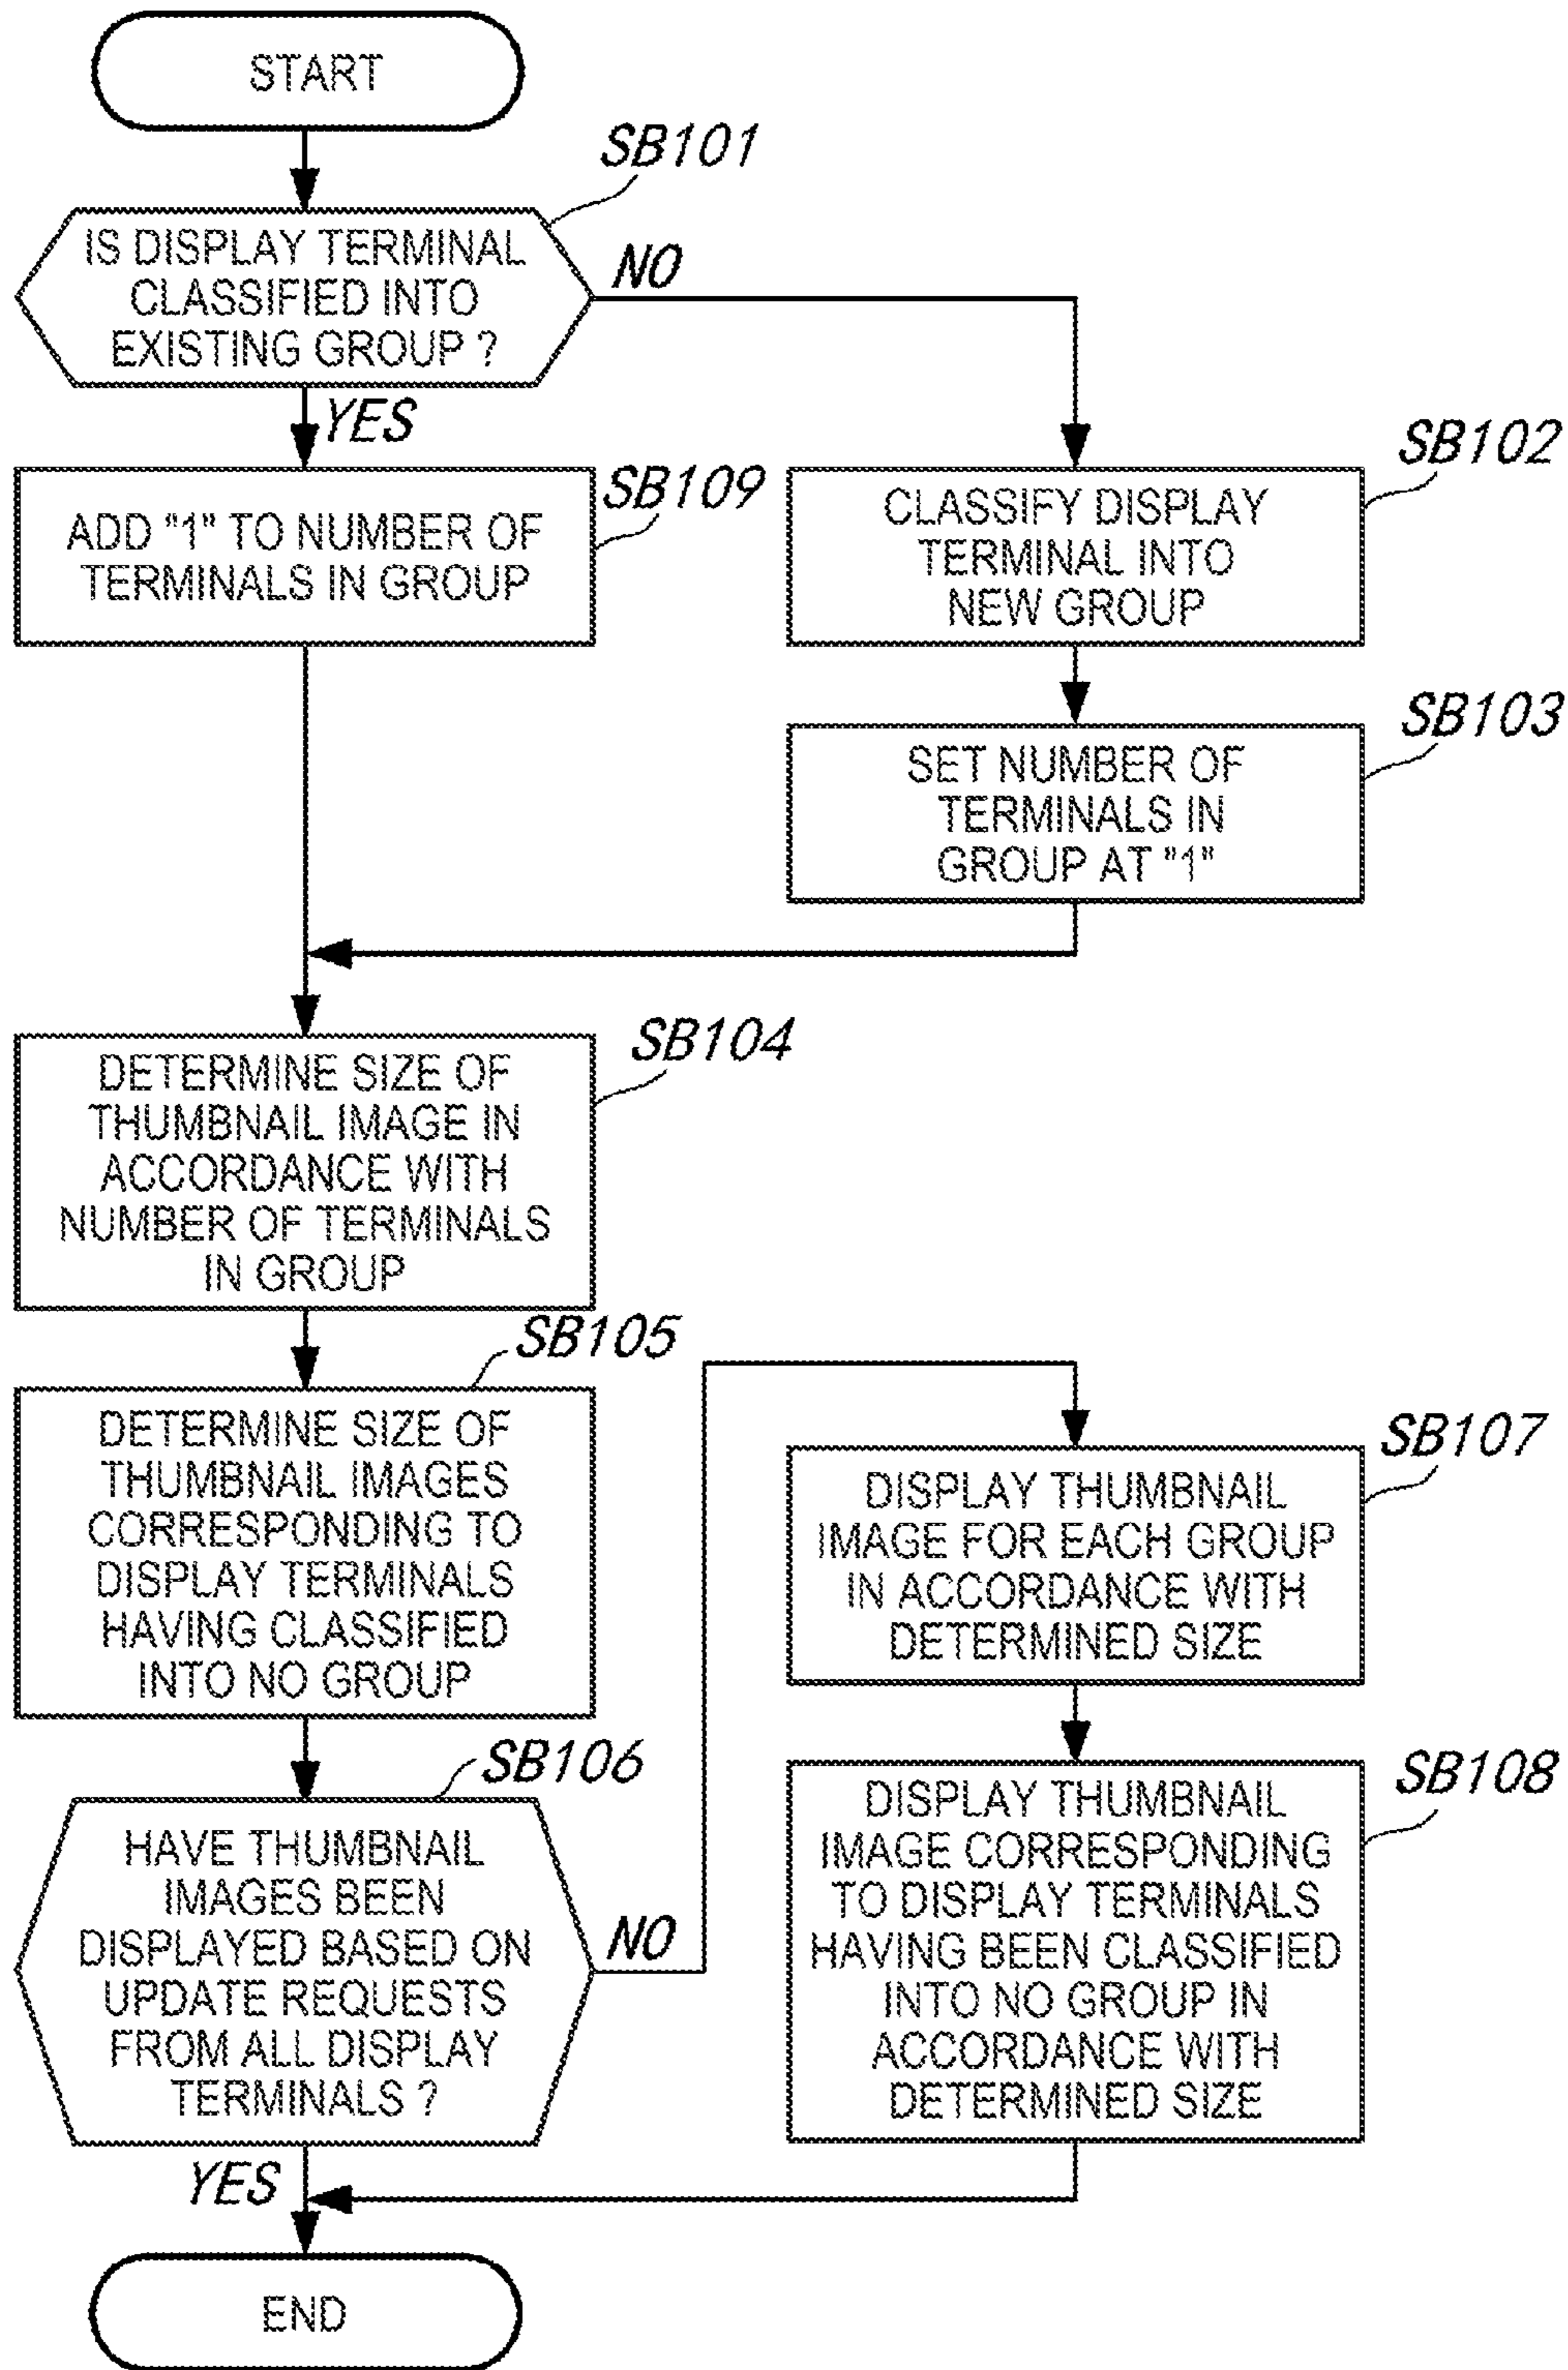 START
SB101
IS DISPLAY TERMINAL
CLASSIFIED INTO
EXISTING GROUP ?
NO
YES
SB109
ADD "1" TO NUMBER OF
TERMINALS IN GROUP
SB102
CLASSIFY DISPLAY
TERMINAL INTO
NEW GROUP
SB103
SET NUMBER OF
TERMINALS IN
GROUP AT "1"
SB104
DETERMINE SIZE OF
THUMBNAIL IMAGE IN
ACCORDANCE WITH
NUMBER OF TERMINALS
IN GROUP
SB105
DETERMINE SIZE OF
THUMBNAIL IMAGES
CORRESPONDING TO
DISPLAY TERMINALS
HAVING CLASSIFIED
INTO NO GROUP
SB106
HAVE THUMBNAIL
IMAGES BEEN
DISPLAYED BASED ON
UPDATE REQUESTS
FROM ALL DISPLAY
TERMINALS ?
NO
SB107
DISPLAY THUMBNAIL
IMAGE FOR EACH GROUP
IN ACCORDANCE WITH
DETERMINED SIZE
SB108
DISPLAY THUMBNAIL
IMAGE CORRESPONDING
TO DISPLAY TERMINALS
HAVING BEEN CLASSIFIED
INTO NO GROUP IN
ACCORDANCE WITH
DETERMINED SIZE
YES
END